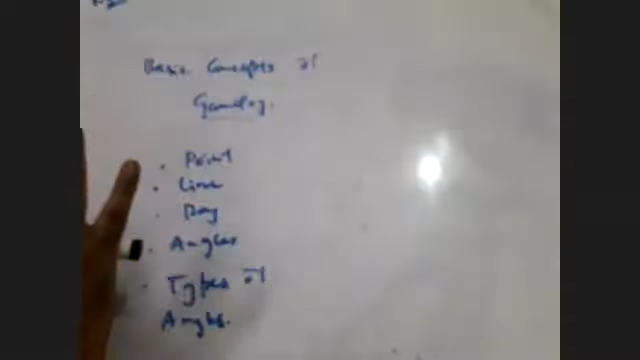 Basic Concepts of
Geometry.
. Point
. Line
. Ray
. Angles
. Types of
Angles.